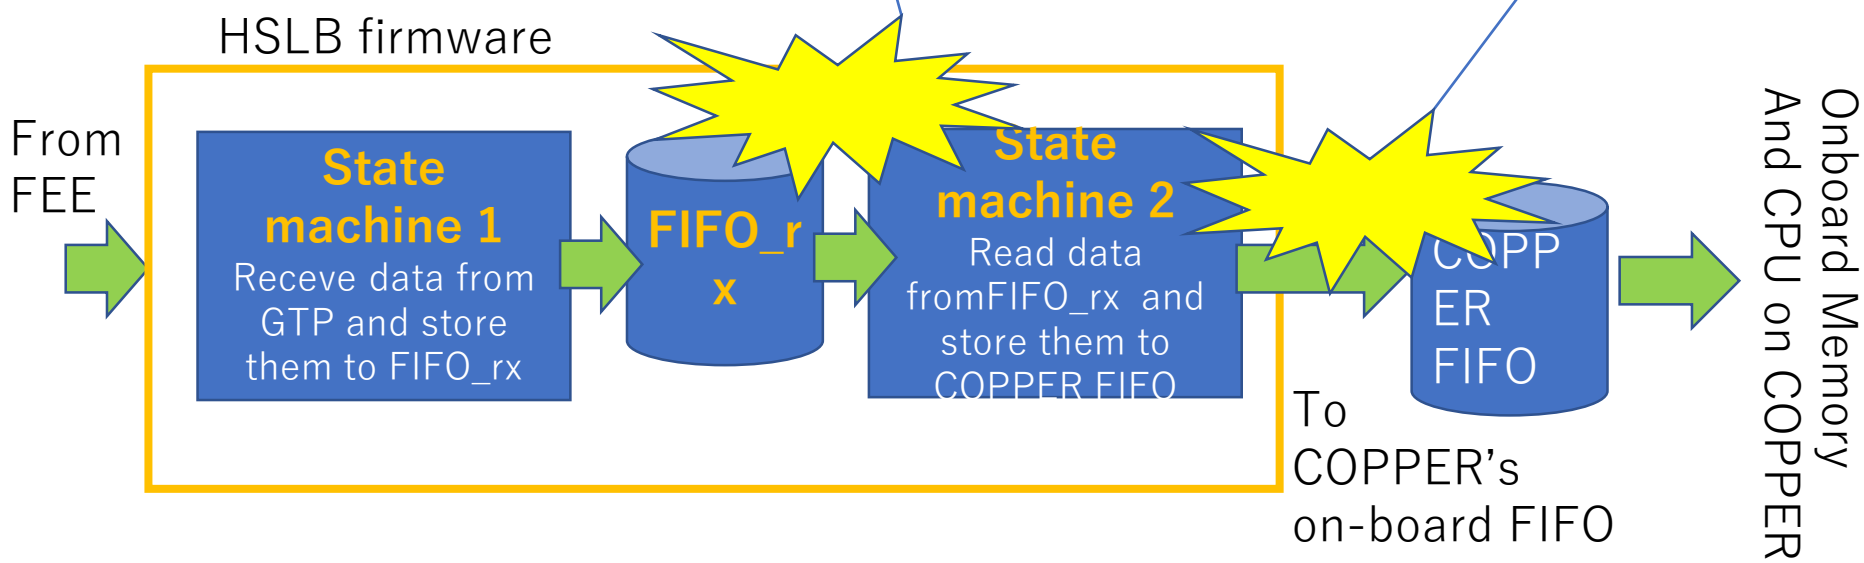 HSLB firmware
From
FEE
State
machine 1
Receve data from
GTP and store
them to FIFO_rx
FIFO_r
x
State
machine 2
Read data
fromFIFO_rx and
store them to
COPPER FIFO
COPP
ER
FIFO
To
COPPER’s
on-board FIFO
Onboard Memory
And CPU on COPPER